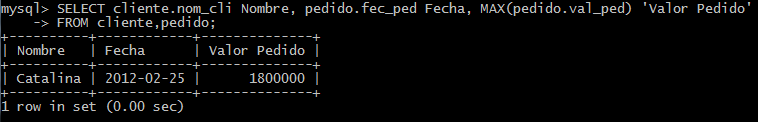 mysql> SELECT cliente.nom_cli Nombre, pedido.fec_ped Fecha, MAX(pedido.val_ped) 'Valor Pedido'
    -> FROM cliente,pedido;
+----------+------------+--------------+
| Nombre   | Fecha      | Valor Pedido |
+----------+------------+--------------+
| Catalina | 2012-02-25 |      1800000 |
+----------+------------+--------------+
1 row in set (0.00 sec)